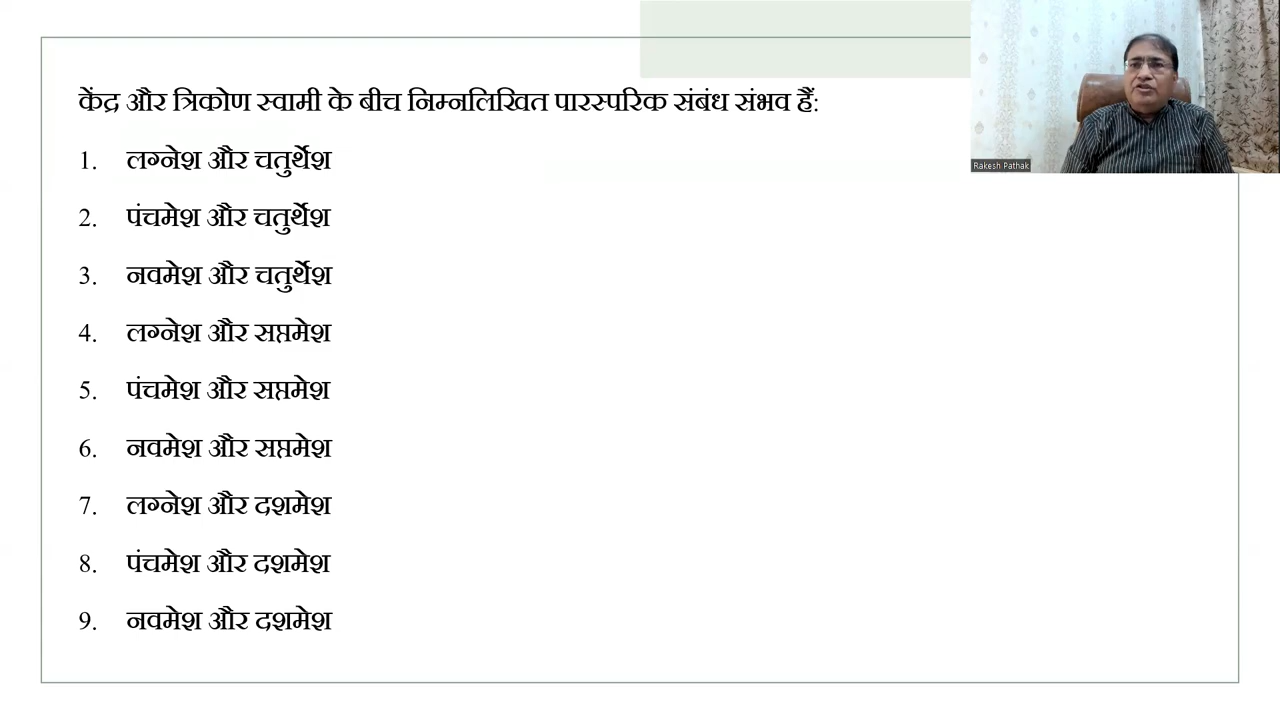 केंद्र और त्रिकोण स्वामी के बीच निम्नलिखित पारस्परिक संबंध संभव हैं:
1. लग्नेश और चतुर्थेश
2. पंचमेश और चतुर्थेश
3. नवमेश और चतुर्थेश
4. लग्नेश और सप्तमेश
5. पंचमेश और सप्तमेश
6. नवमेश और सप्तमेश
7. लग्नेश और दशमेश
8. पंचमेश और दशमेश
9. नवमेश और दशमेश
Rakesh Pathak